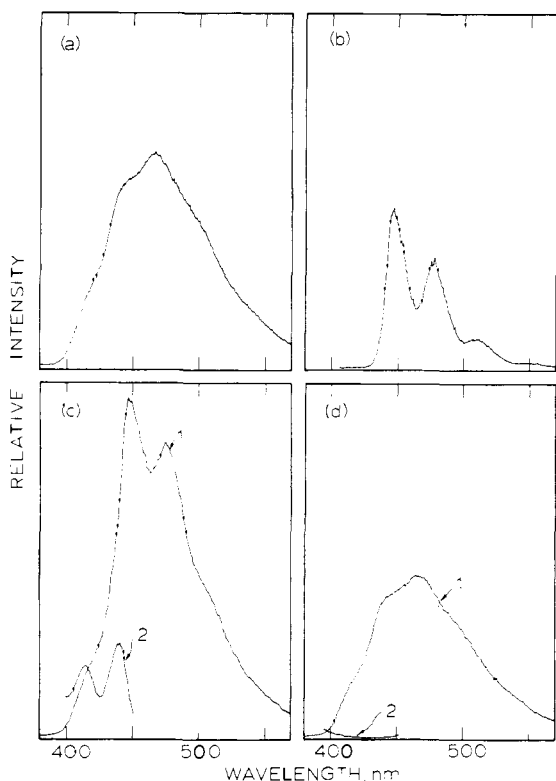 (a)
(b)
RELATIVE INTENSITY
(c)
1
2
(d)
1
2
400
500
400
500
WAVELENGTH, nm